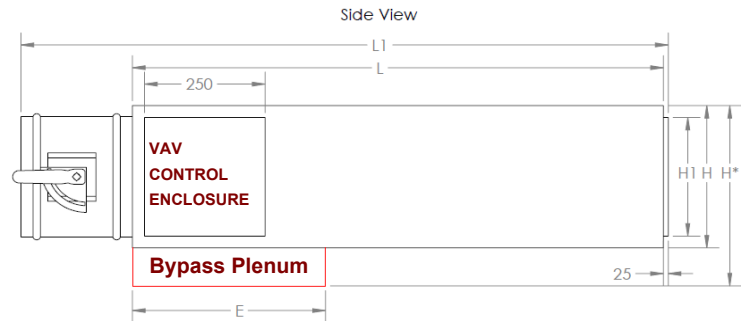 Side View
L1
L
250
VAV
CONTROL
ENCLOSURE
H1 H H*
Bypass Plenum
25
E